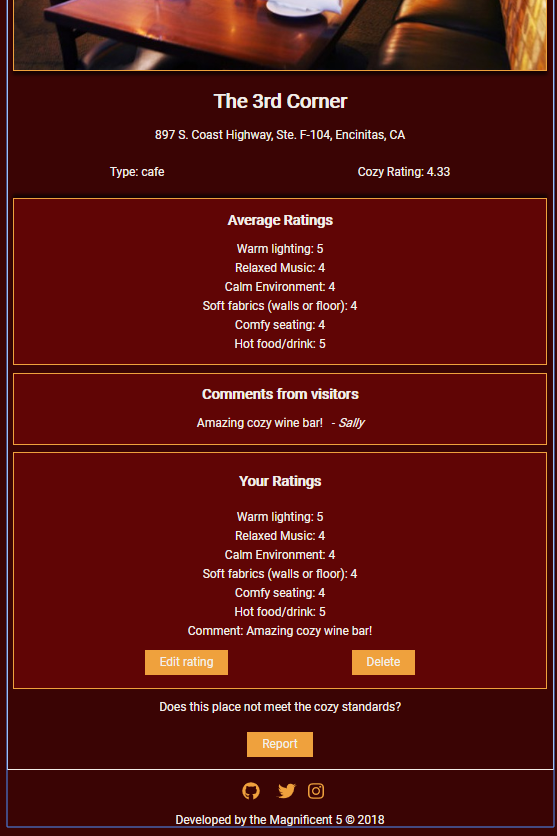 The 3rd Corner
897 S. Coast Highway, Ste. F-104, Encinitas, CA
Type: cafe Cozy Rating: 4.33
Average Ratings
Warm lighting: 5
Relaxed Music: 4
Calm Environment: 4
Soft fabrics (walls or floor): 4
Comfy seating: 4
Hot food/drink: 5
Comments from visitors
Amazing cozy wine bar! - Sally
Your Ratings
Warm lighting: 5
Relaxed Music: 4
Calm Environment: 4
Soft fabrics (walls or floor): 4
Comfy seating: 4
Hot food/drink: 5
Comment: Amazing cozy wine bar!
Edit rating Delete
Does this place not meet the cozy standards?
Report
Developed by the Magnificent 5 © 2018